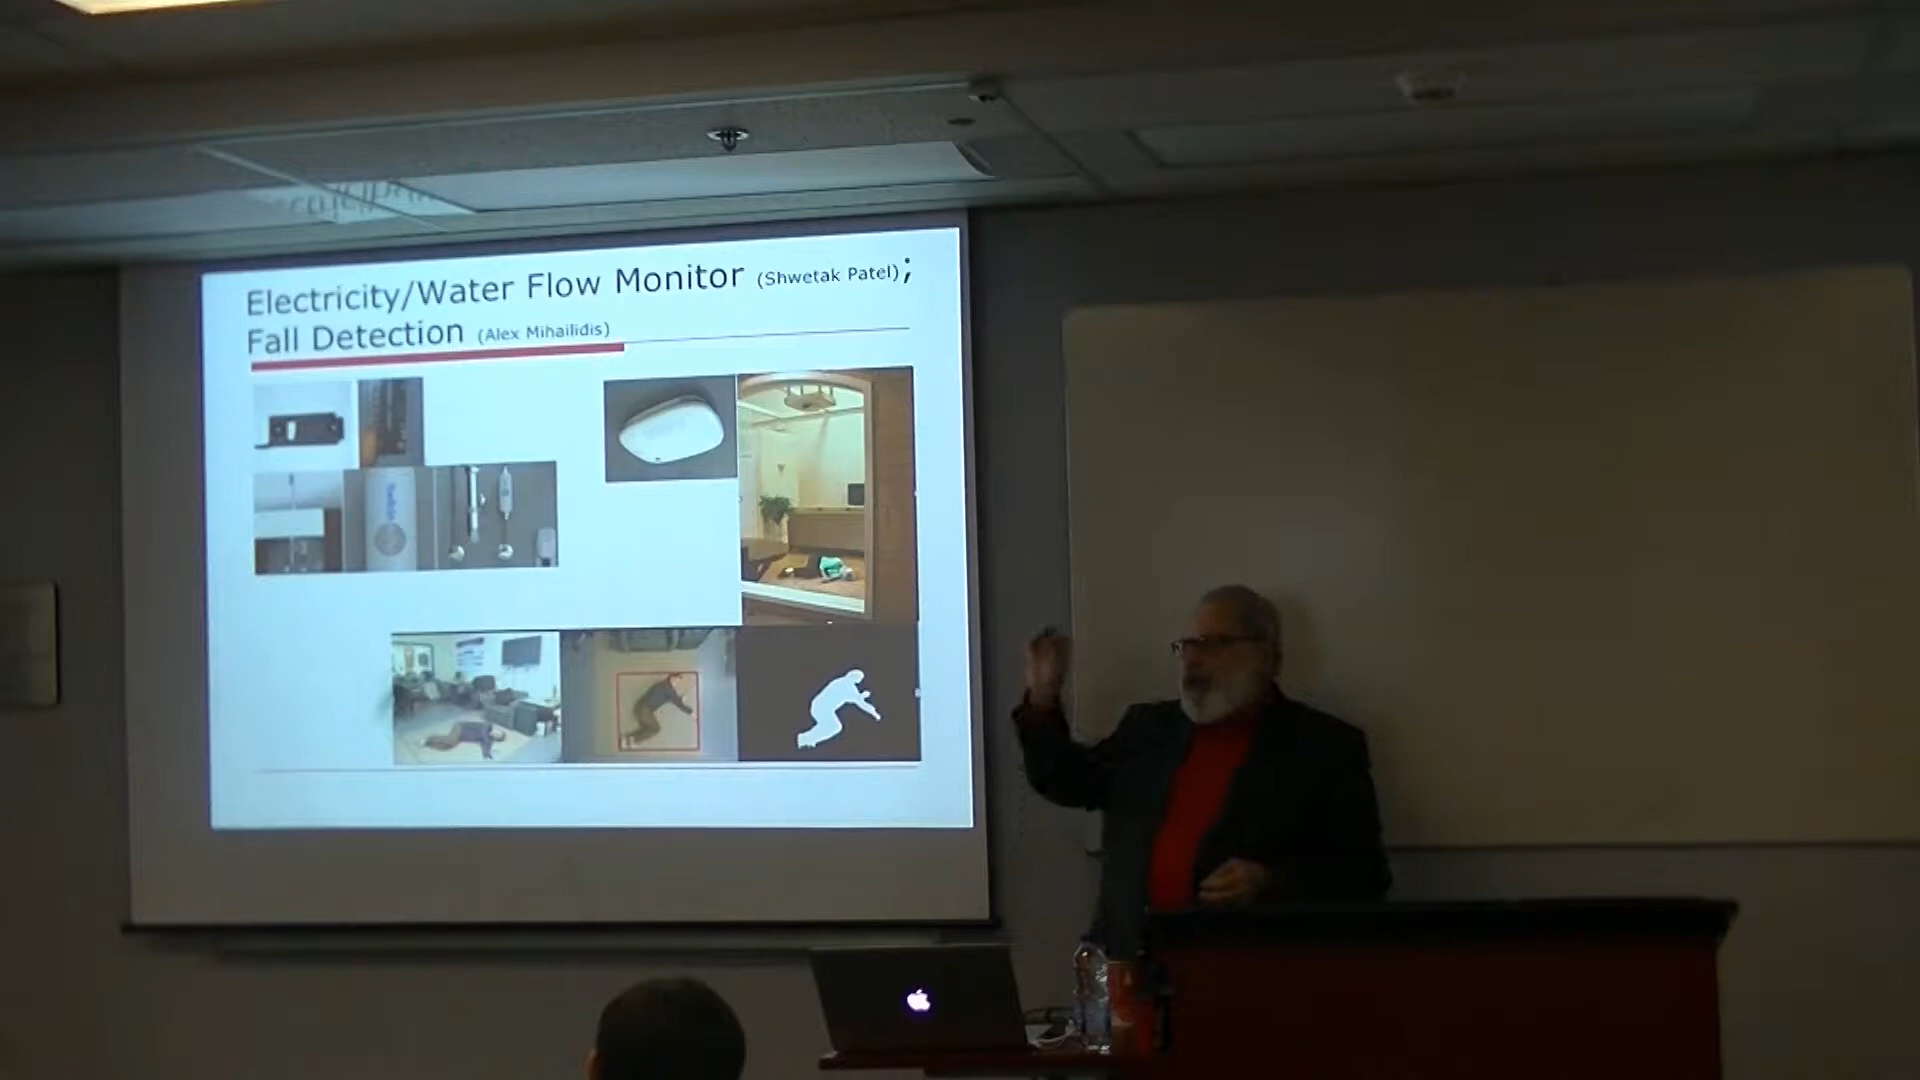 Electricity/Water Flow Monitor (Shwetak Patel);
Fall Detection (Alex Mihailidis)